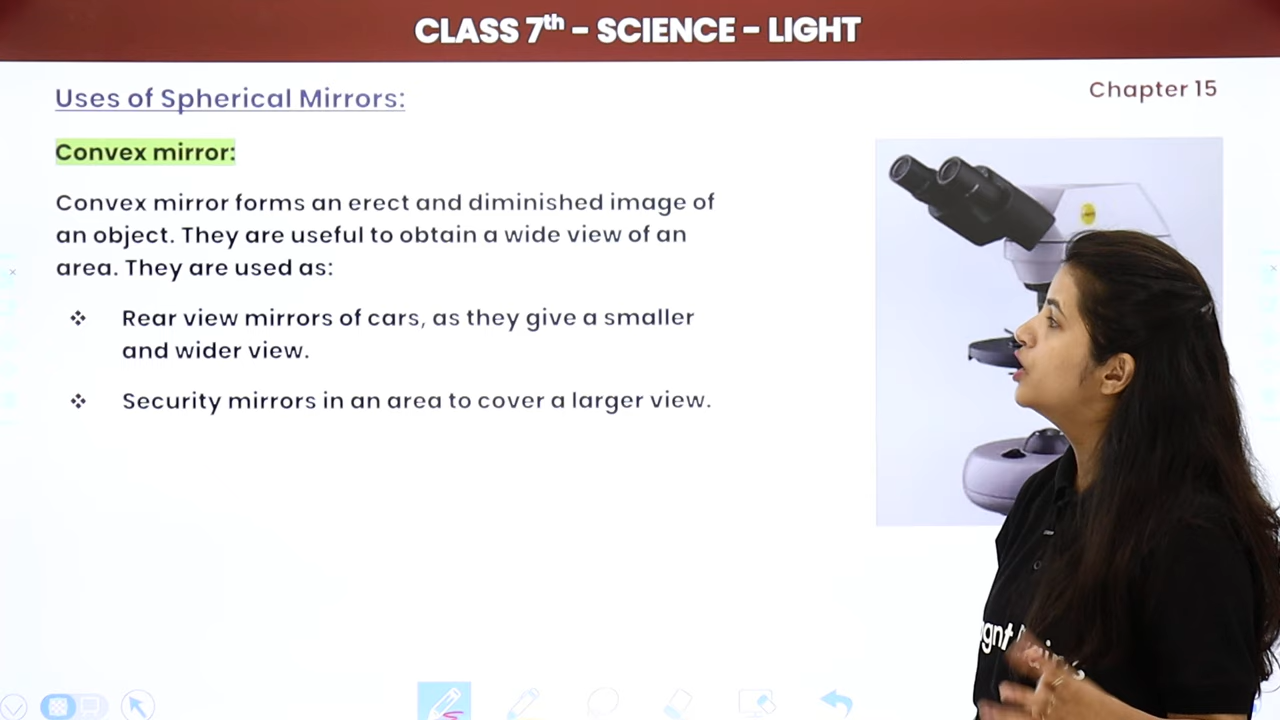 CLASS 7th - SCIENCE - LIGHT
Uses of Spherical Mirrors:
Chapter 15
Convex mirror:
Convex mirror forms an erect and diminished image of
an object. They are useful to obtain a wide view of an
area. They are used as:
❖ Rear view mirrors of cars, as they give a smaller
and wider view.
❖ Security mirrors in an area to cover a larger view.